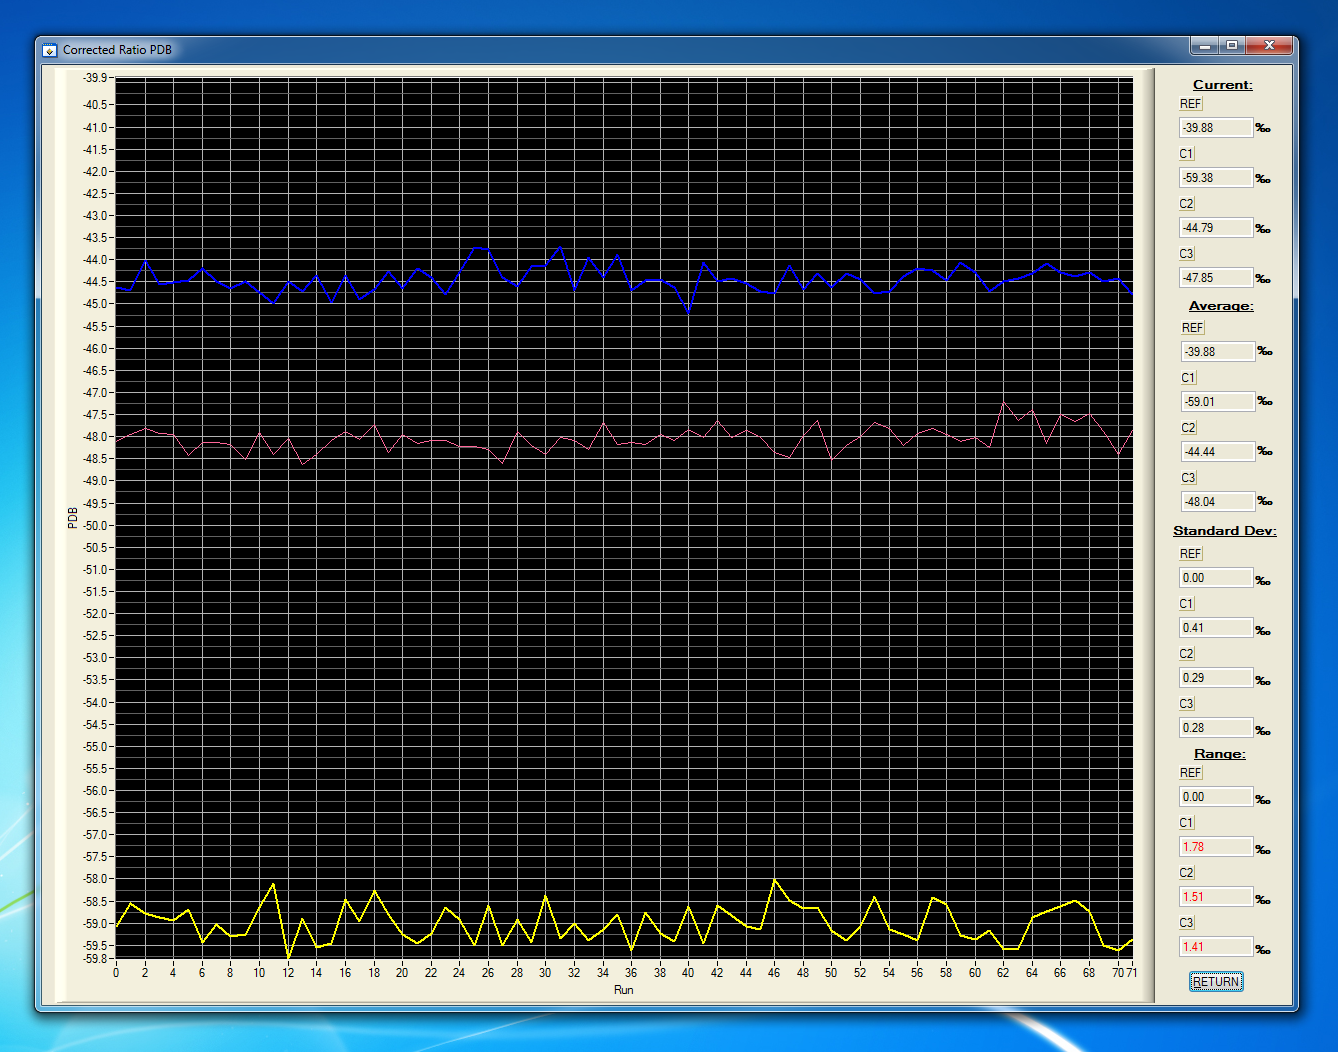 Corrected Ratio PDB
-39.9
-40.5
-41.0
-41.5
-42.0
-42.5
-43.0
-43.5
-44.0
-44.5
-45.0
-45.5
-46.0
-46.5
-47.0
-47.5
-48.0
-48.5
-49.0
-49.5
-50.0
-50.5
-51.0
-51.5
-52.0
-52.5
-53.0
-53.5
-54.0
-54.5
-55.0
-55.5
-56.0
-56.5
-57.0
-57.5
-58.0
-58.5
-59.0
-59.5
-59.8
PDB
0 2 4 6 8 10 12 14 16 18 20 22 24 26 28 30 32 34 36 38 40 42 44 46 48 50 52 54 56 58 60 62 64 66 68 70 71
Run
Current:
REF
-39.88 ‰
C1
-59.38 ‰
C2
-44.79 ‰
C3
-47.85 ‰
Average:
REF
-39.88 ‰
C1
-59.01 ‰
C2
-44.44 ‰
C3
-48.04 ‰
Standard Dev:
REF
0.00 ‰
C1
0.41 ‰
C2
0.29 ‰
C3
0.28 ‰
Range:
REF
0.00 ‰
C1
1.78 ‰
C2
1.51 ‰
C3
1.41 ‰
RETURN